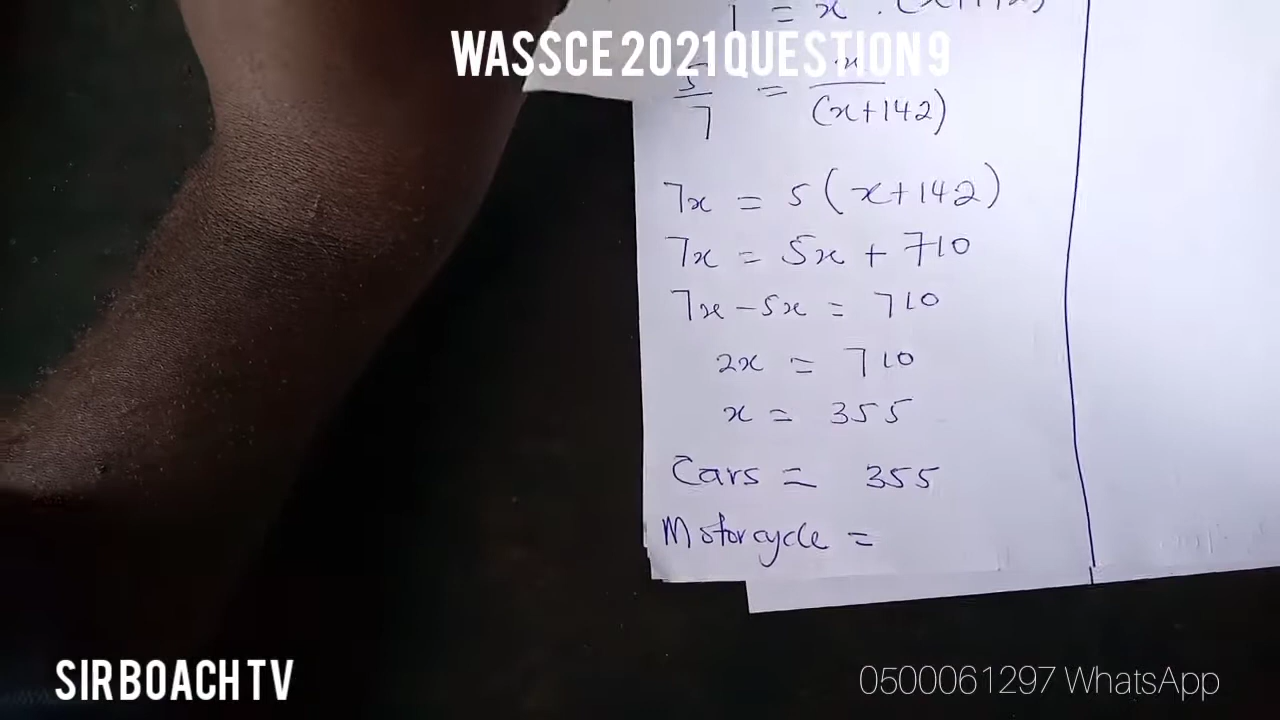 = x : (x+142)
WASSCE 2021 QUESTION 9
5/7 = x/(x+142)
7x = 5(x+142)
7x = 5x + 710
7x - 5x = 710
2x = 710
x = 355
Cars = 355
Motorcycle =
SIR BOACH TV
0500061297 WhatsApp